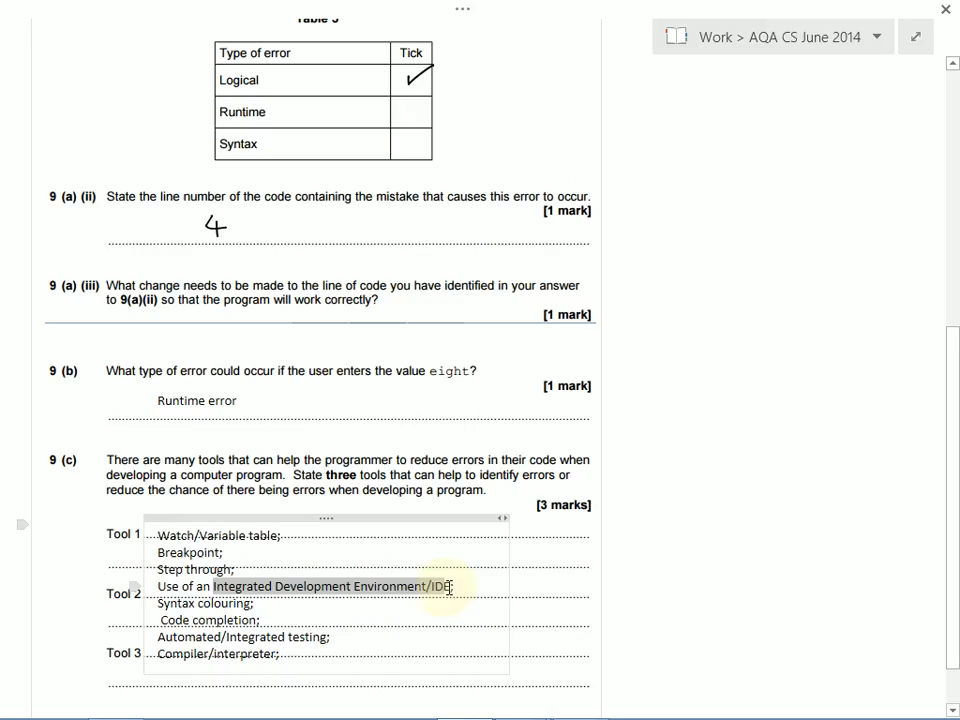 Work > AQA CS June 2014
Table 3
Type of error Tick
Logical ✓
Runtime
Syntax
9 (a) (ii) State the line number of the code containing the mistake that causes this error to occur.
[1 mark]
4
9 (a) (iii) What change needs to be made to the line of code you have identified in your answer
to 9(a)(ii) so that the program will work correctly?
[1 mark]
9 (b) What type of error could occur if the user enters the value eight?
[1 mark]
Runtime error
9 (c) There are many tools that can help the programmer to reduce errors in their code when
developing a computer program. State three tools that can help to identify errors or
reduce the chance of there being errors when developing a program.
[3 marks]
Tool 1 Watch/Variable table;
Breakpoint;
Step through;
Use of an Integrated Development Environment/IDE;
Tool 2
Syntax colouring;
Code completion;
Automated/Integrated testing;
Tool 3 Compiler/interpreter;